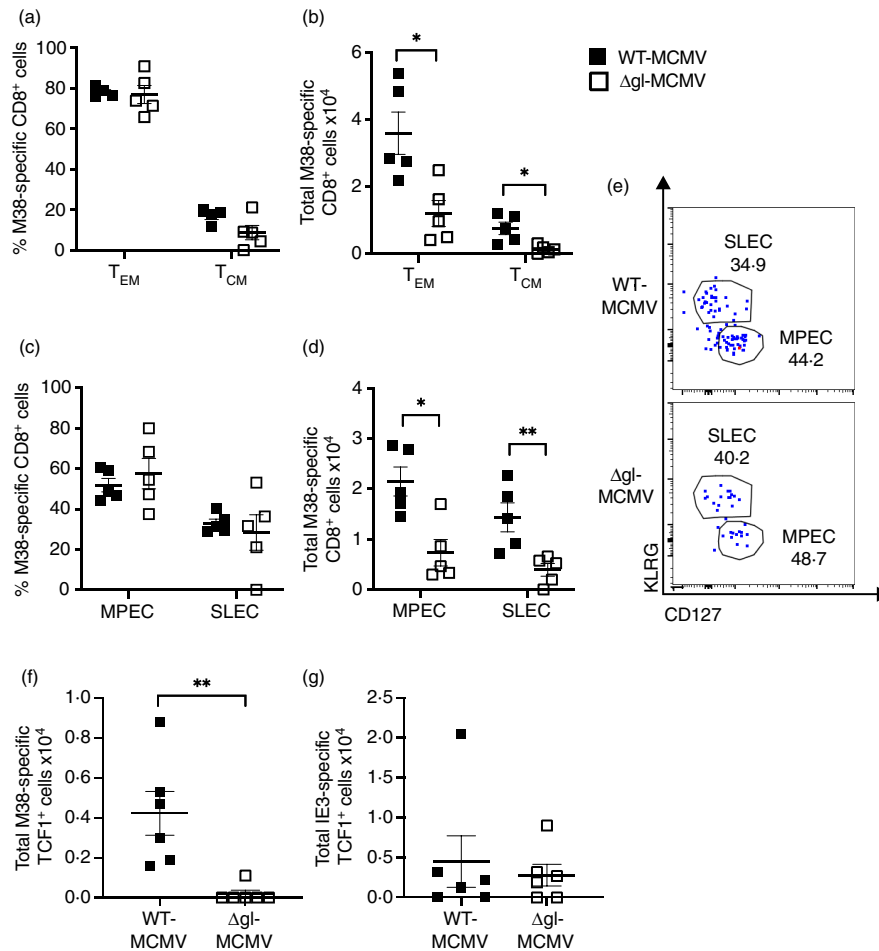 (a)
% M38-specific CD8⁺ cells
100
80
60
40
20
0
T_EM
T_CM
(b)
Total M38-specific
CD8⁺ cells x10⁴
6
4
2
0
*
*
T_EM
T_CM
WT-MCMV
Δgl-MCMV
(c)
% M38-specific CD8⁺ cells
100
80
60
40
20
0
MPEC
SLEC
(d)
Total M38-specific
CD8⁺ cells x10⁴
4
3
2
1
0
*
**
MPEC
SLEC
(e)
WT-
MCMV
SLEC
34·9
MPEC
44·2
Δgl-
MCMV
SLEC
40·2
MPEC
48·7
KLRG
CD127
(f)
Total M38-specific
TCF1⁺ cells x10⁴
1·0
0·8
0·6
0·4
0·2
0·0
**
WT-
MCMV
Δgl-
MCMV
(g)
Total IE3-specific
TCF1⁺ cells x10⁴
2·5
2·0
1·5
1·0
0·5
0·0
WT-
MCMV
Δgl-
MCMV